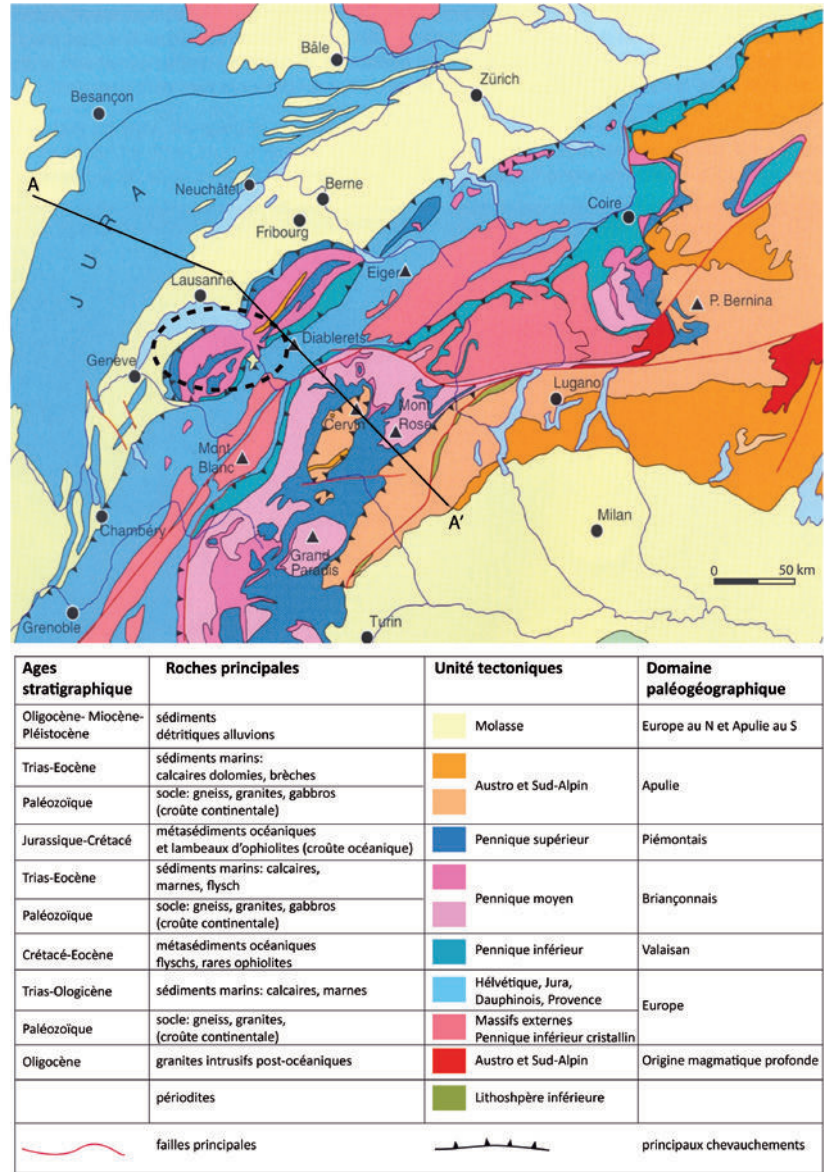 Bâle
Zürich
Besançon
A
JURA
Neuchâtel
Berne
Fribourg
Coire
Lausanne
Eiger
P. Bernina
Diablerets
Genève
Lugano
Cervin
Mont
Rose
Mont
Blanc
A'
Chambéry
Milan
Grand
Paradis
0 50 km
Grenoble
Turin
Ages
stratigraphique
Roches principales
Unité tectoniques
Domaine
paléogéographique
Oligocène- Miocène-
Pléistocène
sédiments
détritiques alluvions
Molasse
Europe au N et Apulie au S
Trias-Eocène
sédiments marins:
calcaires dolomies, brèches
Austro et Sud-Alpin
Apulie
Paléozoïque
socle: gneiss, granites, gabbros
(croûte continentale)
Jurassique-Crétacé
métasédiments océaniques
et lambeaux d'ophiolites (croûte océanique)
Pennique supérieur
Piémontais
Trias-Eocène
sédiments marins: calcaires,
marnes, flysch
Pennique moyen
Briançonnais
Paléozoïque
socle: gneiss, granites, gabbros
(croûte continentale)
Crétacé-Eocène
métasédiments océaniques
flyschs, rares ophiolites
Pennique inférieur
Valaisan
Trias-Ologicène
sédiments marins: calcaires, marnes
Hélvétique, Jura,
Dauphinois, Provence
Europe
Paléozoïque
socle: gneiss, granites,
(croûte continentale)
Massifs externes
Pennique inférieur cristallin
Oligocène
granites intrusifs post-océaniques
Austro et Sud-Alpin
Origine magmatique profonde
périodites
Lithoshpère inférieure
failles principales
principaux chevauchements